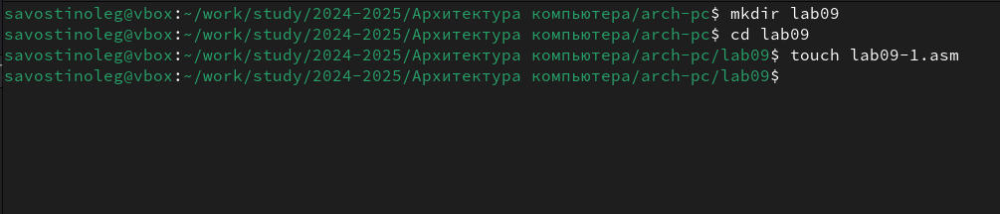 savostinoleg@vbox:~/work/study/2024-2025/Архитектура компьютера/arch-pc$ mkdir lab09
savostinoleg@vbox:~/work/study/2024-2025/Архитектура компьютера/arch-pc$ cd lab09
savostinoleg@vbox:~/work/study/2024-2025/Архитектура компьютера/arch-pc/lab09$ touch lab09-1.asm
savostinoleg@vbox:~/work/study/2024-2025/Архитектура компьютера/arch-pc/lab09$